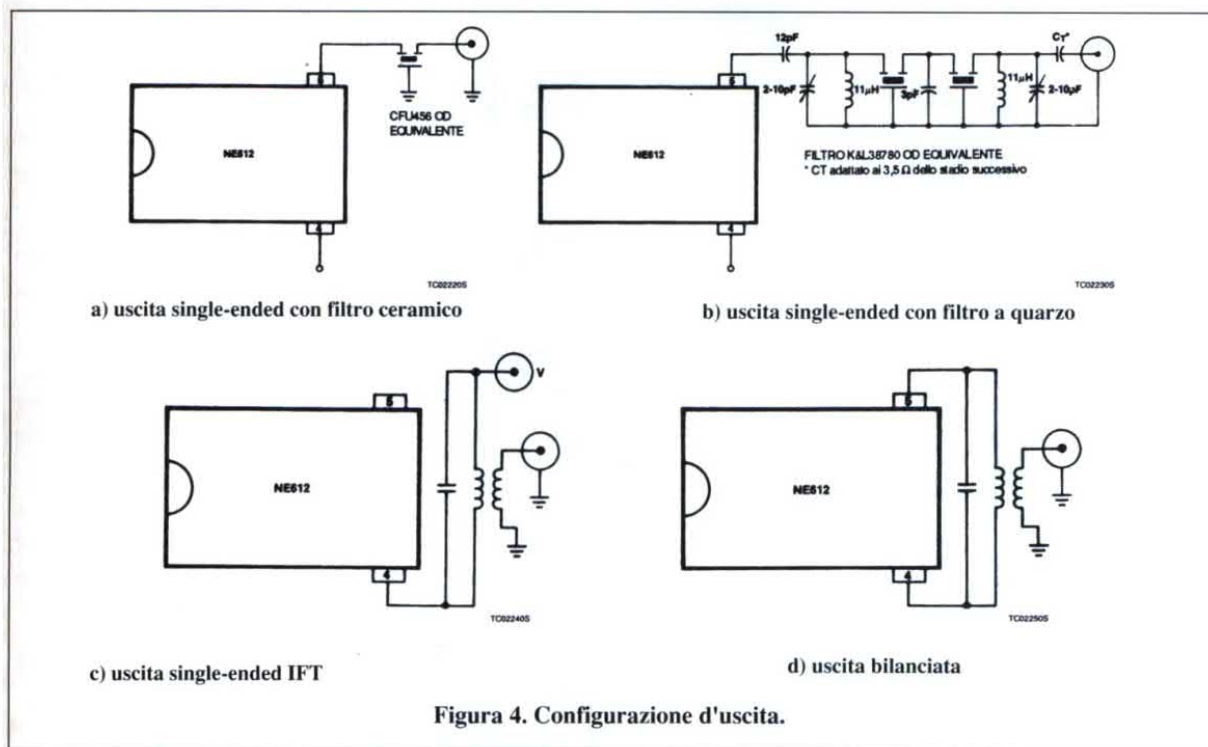 5
CFU456 OD
EQUIVALENTE
NE612
4
TC02220S
a) uscita single-ended con filtro ceramico
12pF
CT*
5
2-10pF
11μH
3pF
11μH
2-10pF
NE612
FILTRO K&L38780 OD EQUIVALENTE
* CT adattato ai 3,5 Ω dello stadio successivo
4
TC02230S
b) uscita single-ended con filtro a quarzo
5
V
NE612
4
TC02240S
c) uscita single-ended IFT
5
NE612
4
TC02250S
d) uscita bilanciata
Figura 4. Configurazione d'uscita.